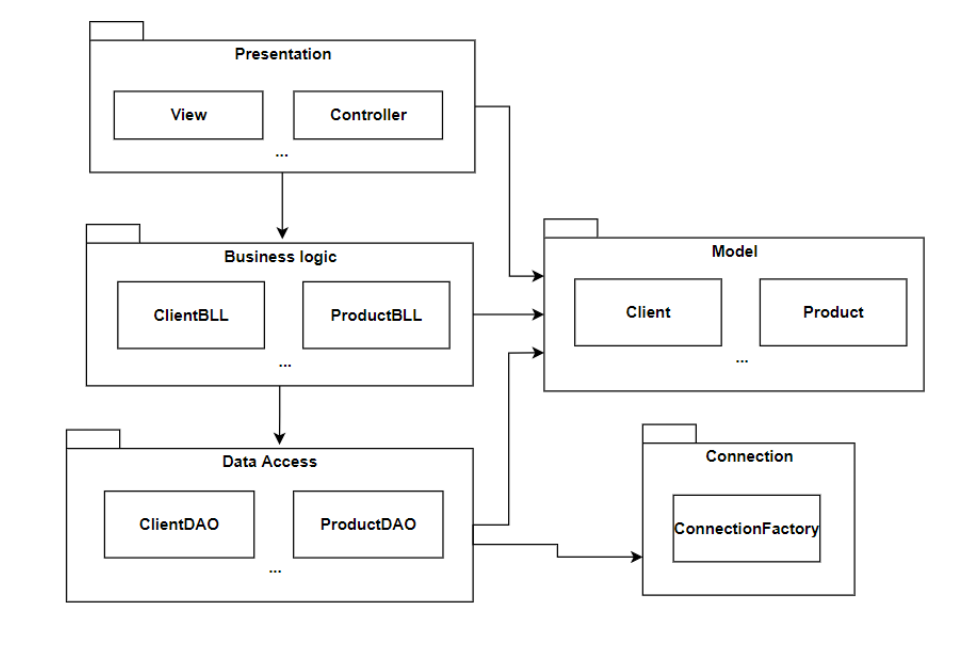 Presentation
View
Controller
...
Business logic
ClientBLL
ProductBLL
...
Model
Client
Product
...
Data Access
ClientDAO
ProductDAO
...
Connection
ConnectionFactory